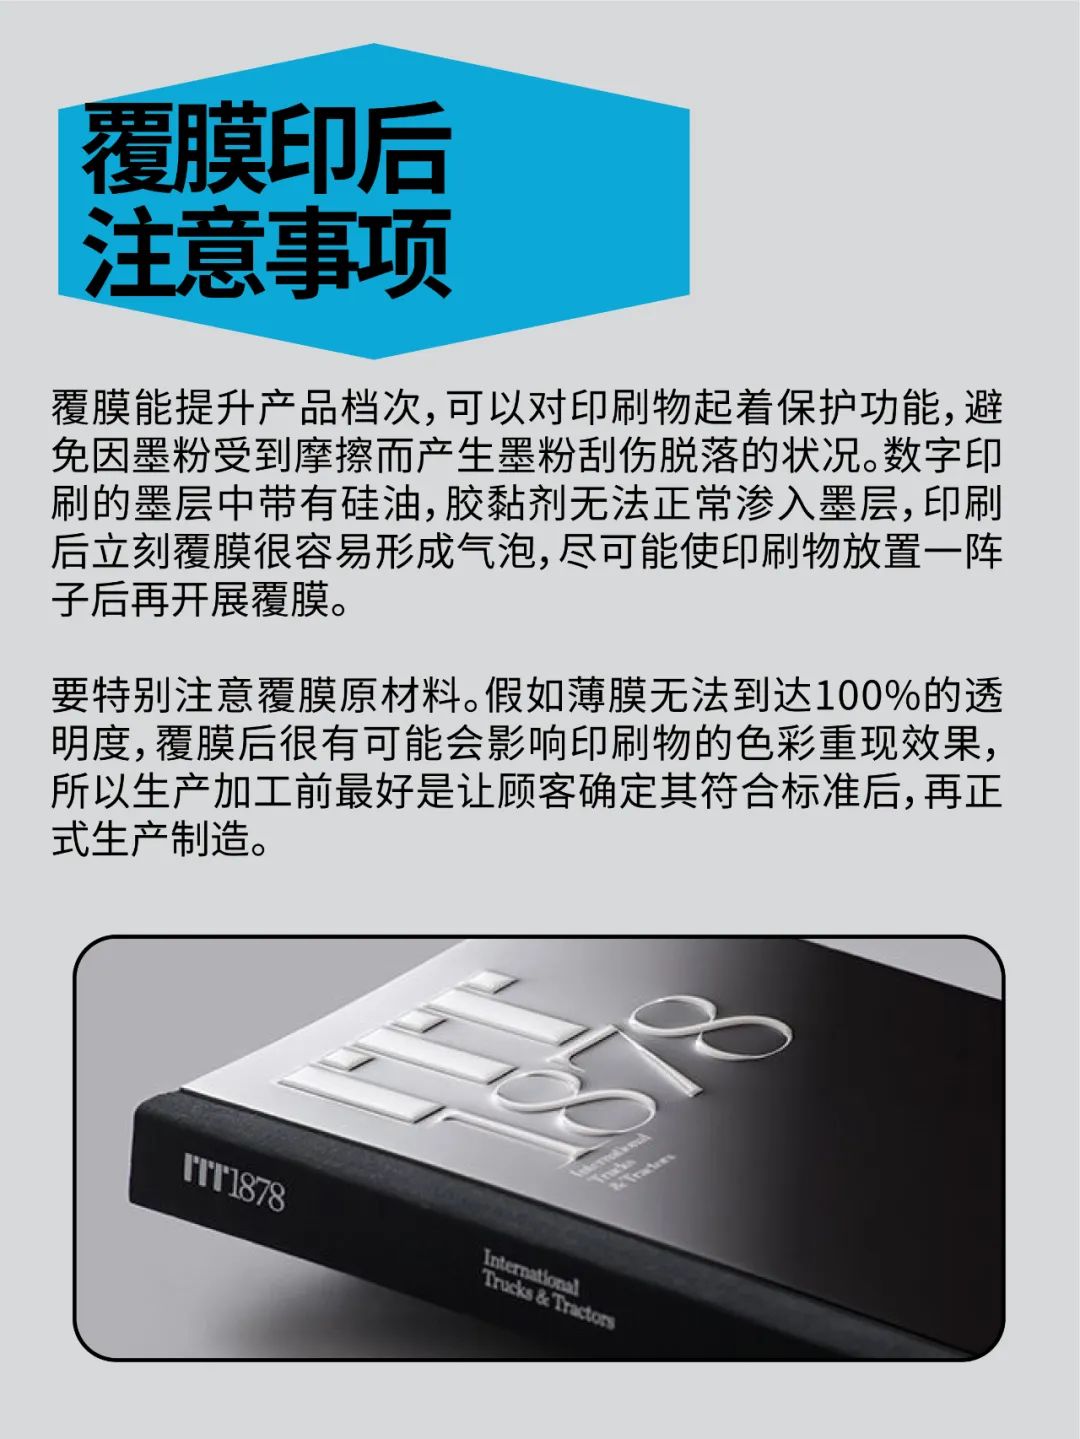 覆膜印后
注意事项
覆膜能提升产品档次，可以对印刷物起着保护功能，避
免因墨粉受到摩擦而产生墨粉刮伤脱落的状况。数字印
刷的墨层中带有硅油，胶黏剂无法正常渗入墨层，印刷
后立刻覆膜很容易形成气泡，尽可能使印刷物放置一阵
子后再开展覆膜。
要特别注意覆膜原材料。假如薄膜无法到达100%的透
明度，覆膜后很有可能会影响印刷物的色彩重现效果，
所以生产加工前最好是让顾客确定其符合标准后，再正
式生产制造。
ITIT
1878
International
Trucks
& Tractors
ITIT1878
International
Trucks & Tractors